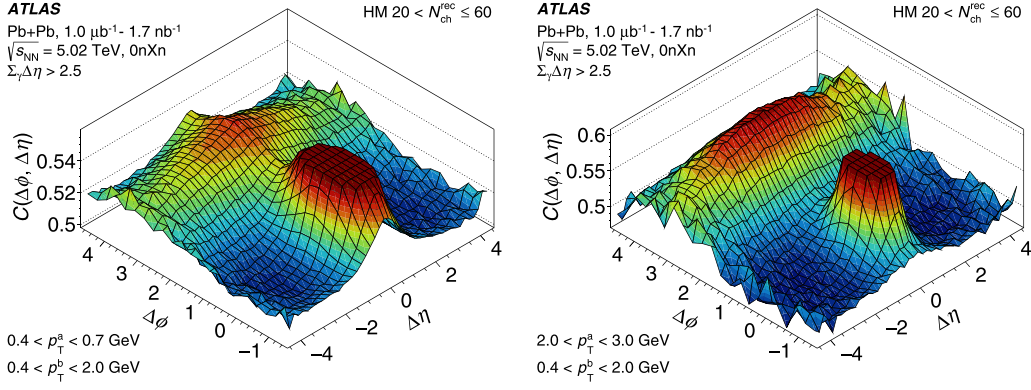 ATLAS
HM 20 < N_ch^rec ≤ 60
Pb+Pb, 1.0 μb⁻¹ - 1.7 nb⁻¹
√s_NN = 5.02 TeV, 0nXn
Σ_γΔη > 2.5
C(Δϕ, Δη)
0.54
0.52
0.5
4
3
2
1
0
−1
Δϕ
−4
−2
0
2
4
Δη
0.4 < p_T^a < 0.7 GeV
0.4 < p_T^b < 2.0 GeV
ATLAS
HM 20 < N_ch^rec ≤ 60
Pb+Pb, 1.0 μb⁻¹ - 1.7 nb⁻¹
√s_NN = 5.02 TeV, 0nXn
Σ_γΔη > 2.5
C(Δϕ, Δη)
0.6
0.55
0.5
4
3
2
1
0
−1
Δϕ
−4
−2
0
2
4
Δη
2.0 < p_T^a < 3.0 GeV
0.4 < p_T^b < 2.0 GeV